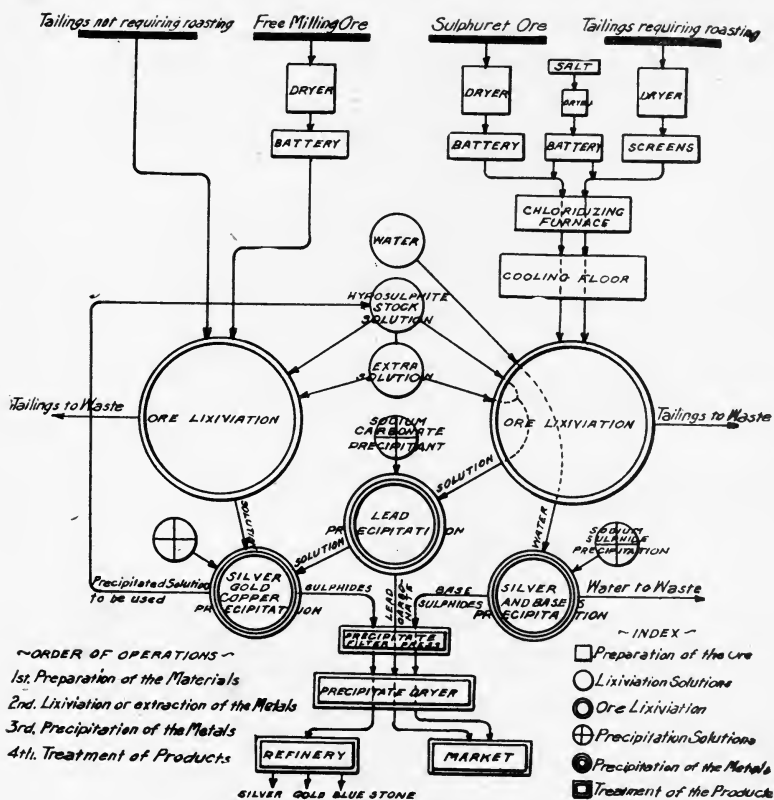 Tailings not requiring roasting
Free Milling Ore
Sulphuret Ore
Tailings requiring roasting
DRYER
BATTERY
DRYER
SALT
DRYER
DRYER
BATTERY
BATTERY
SCREENS
CHLORIDIZING
FURNACE
COOLING FLOOR
WATER
HYPOSULPHITE
STOCK
SOLUTION
EXTRA
SOLUTION
Tailings to Waste
ORE LIXIVIATION
ORE LIXIVIATION
Tailings to Waste
SODIUM
CARBONATE
PRECIPITANT
SOLUTION
SOLUTION
LEAD
PRECIPITATION
SOLUTION
WATER
SODIUM
SULPHIDE
PRECIPITATION
Precipitated Solution
to be used
SILVER
GOLD
COPPER
PRECIPITATION
SULPHIDES
LEAD
CARBO-
NATE
BASE
SULPHIDES
SILVER
AND BASES
PRECIPITATION
Water to Waste
PRECIPITATE
FILTER PRESS
PRECIPITATE DRYER
REFINERY
MARKET
SILVER GOLD BLUE STONE
~ORDER OF OPERATIONS~
1st. Preparation of the Materials
2nd. Lixiviation or extraction of the Metals
3rd. Precipitation of the Metals
4th. Treatment of Products
~INDEX~
Preparation of the Ore
Lixiviation Solutions
Ore Lixiviation
Precipitation Solutions
Precipitation of the Metals
Treatment of the Products